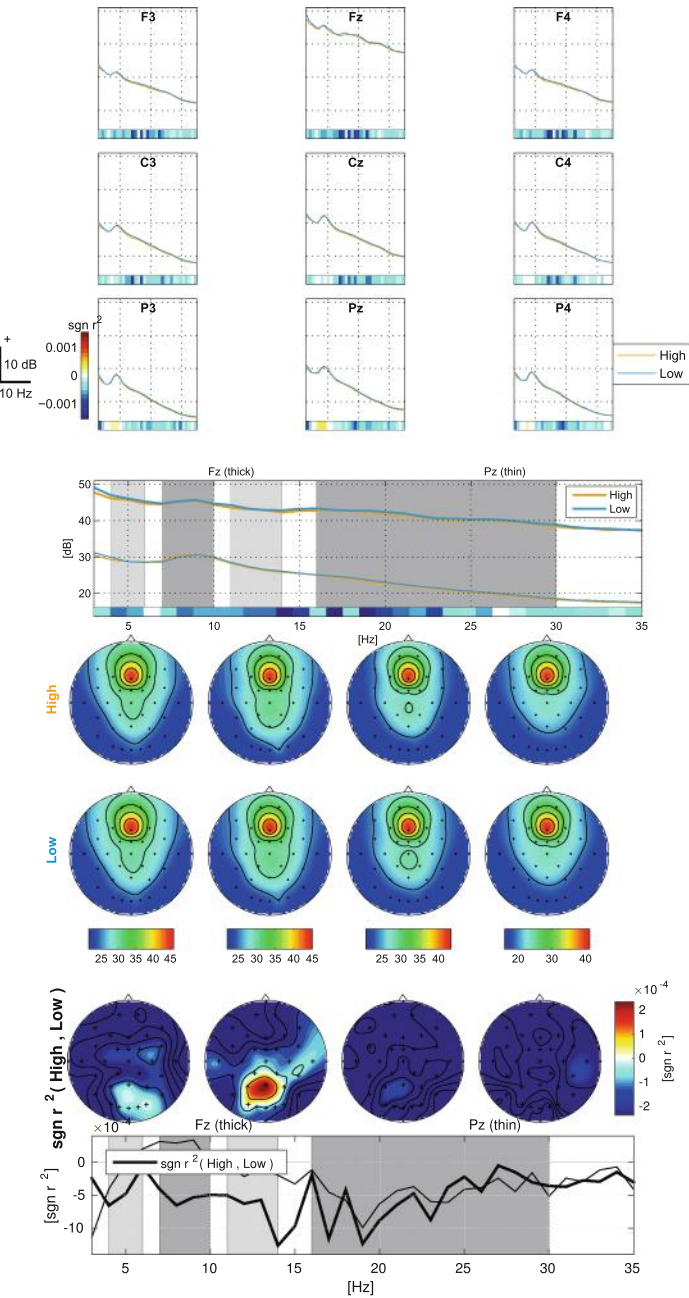 F3 Fz F4
C3 Cz C4
P3 Pz P4
sgn r2
+
0.001
0
−0.001
10 dB
10 Hz
High
Low
Fz (thick) Pz (thin)
50
40
30
20
[dB]
High
Low
5 10 15 20 25 30 35
[Hz]
High
Low
25 30 35 40 45 25 30 35 40 45 25 30 35 40 20 30 40
sgn r 2( High , Low )
×10 -4
2
1
0
-1
-2
[sgn r2]
Fz (thick) Pz (thin)
0
-5
-10
[sgn r2]
sgn r 2( High , Low )
5 10 15 20 25 30 35
[Hz]